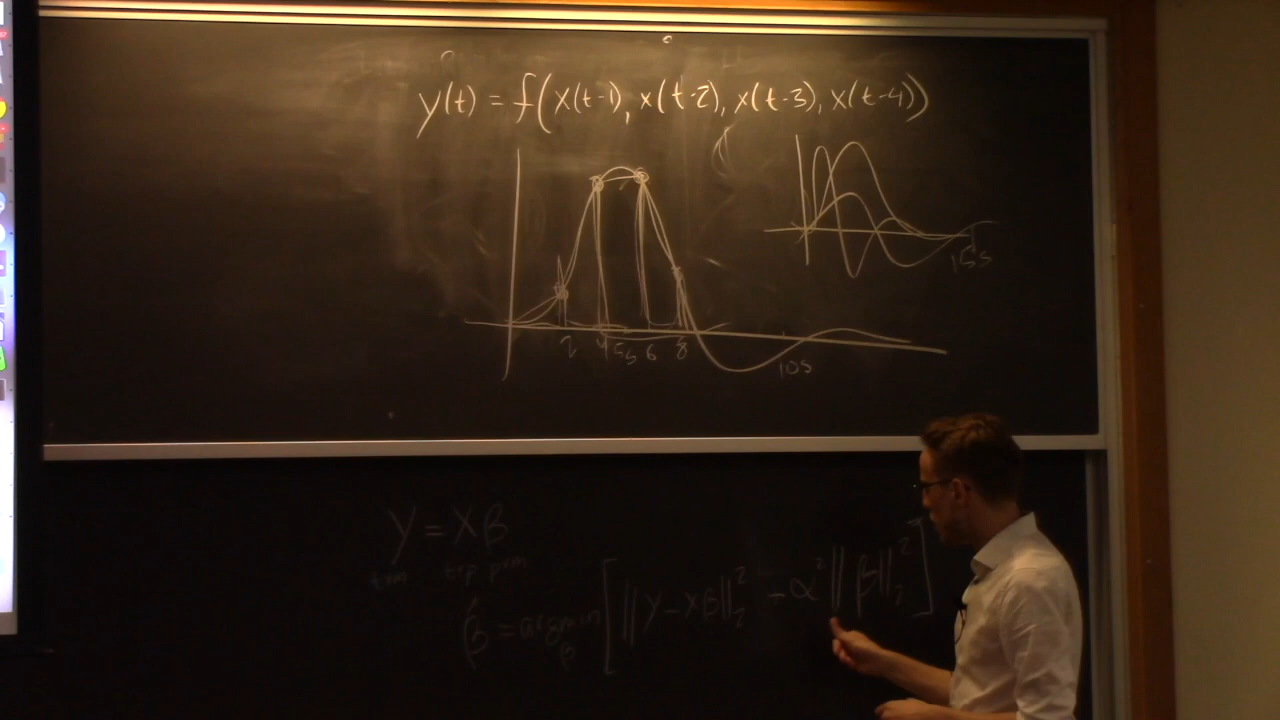 y(t) = f(x(t-1), x(t-2), x(t-3), x(t-4))
15s
2 4 5s 6 8
10s
Y = Xβ
β̂ = argmin [||Y-Xβ||₂² - α²||β||₂²]
β